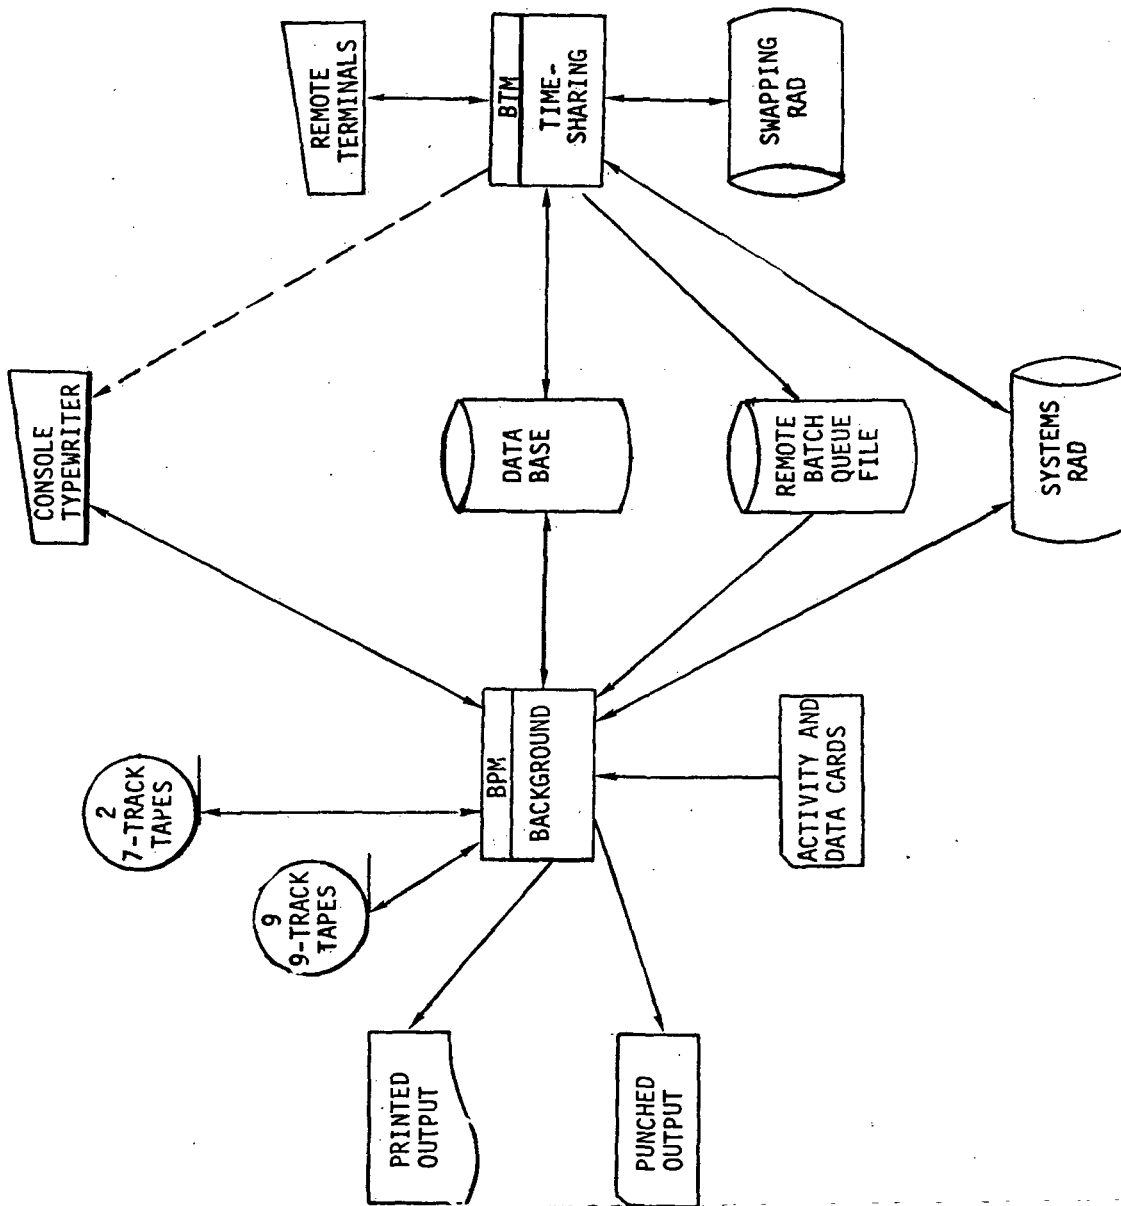 CONSOLE
TYPEWRITER
2
7-TRACK
TAPES
9
9-TRACK
TAPES
REMOTE
TERMINALS
PRINTED
OUTPUT
BPM
BACKGROUND
DATA
BASE
BTM
TIME-
SHARING
PUNCHED
OUTPUT
ACTIVITY AND
DATA CARDS
REMOTE
BATCH
QUEUE
FILE
SWAPPING
RAD
SYSTEMS
RAD